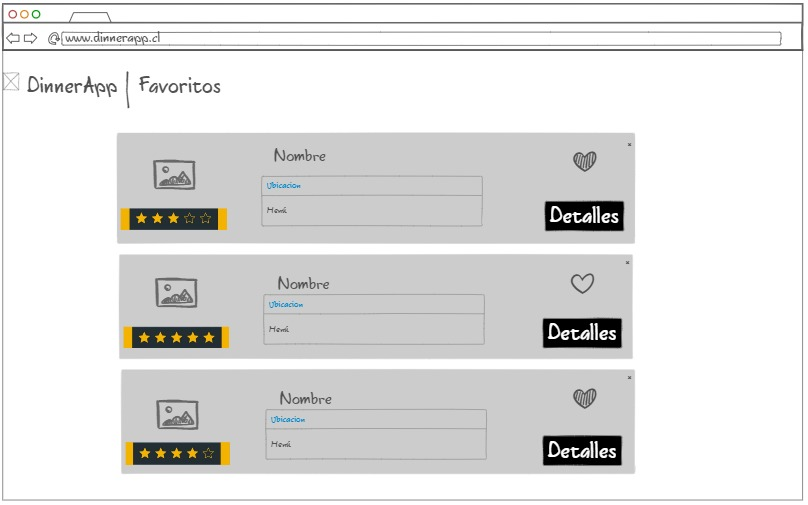 www.dinnerapp.cl
DinnerApp | Favoritos
Nombre
Ubicacion
Menú
Detalles
Nombre
Ubicacion
Menú
Detalles
Nombre
Ubicacion
Menú
Detalles